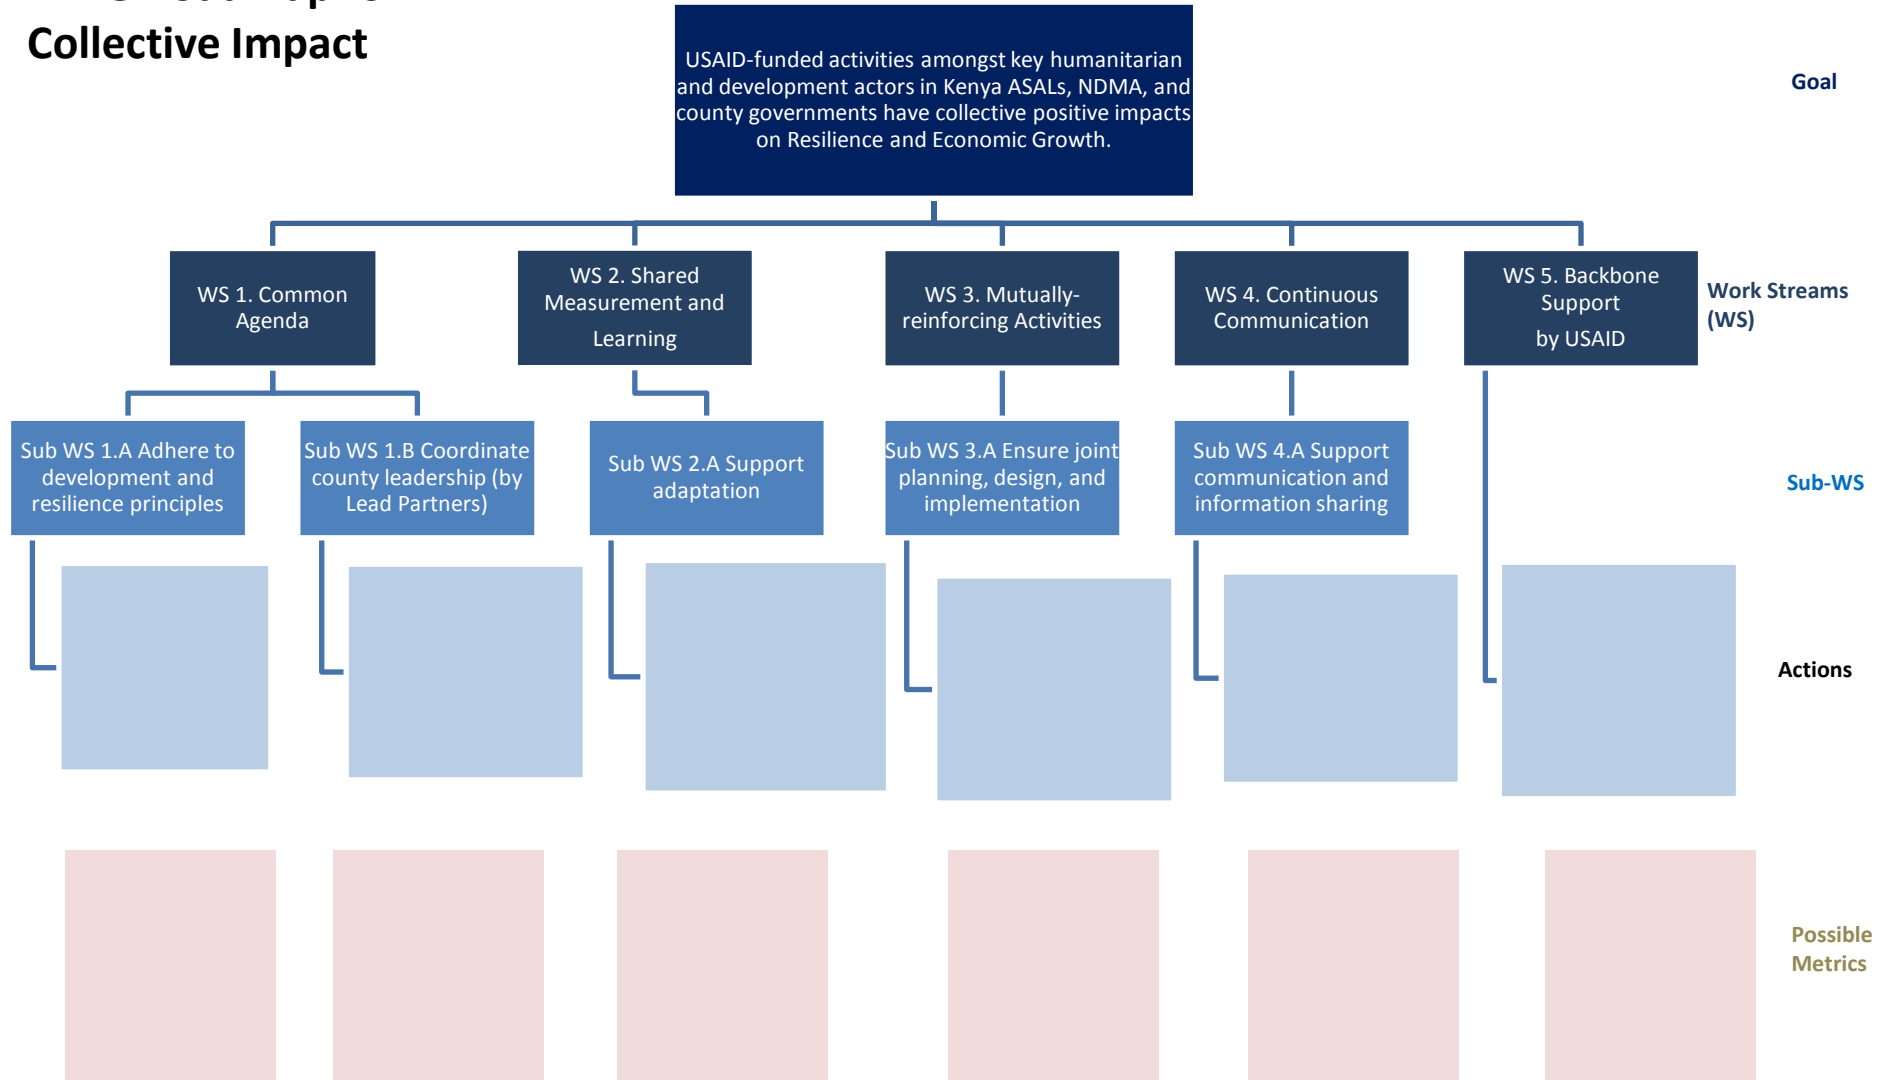 Collective Impact
USAID-funded activities amongst key humanitarian
and development actors in Kenya ASALs, NDMA, and
county governments have collective positive impacts
on Resilience and Economic Growth.
Goal
WS 1. Common
Agenda
WS 2. Shared
Measurement and
Learning
WS 3. Mutually-
reinforcing Activities
WS 4. Continuous
Communication
WS 5. Backbone
Support
by USAID
Work Streams
(WS)
Sub WS 1.A Adhere to
development and
resilience principles
Sub WS 1.B Coordinate
county leadership (by
Lead Partners)
Sub WS 2.A Support
adaptation
Sub WS 3.A Ensure joint
planning, design, and
implementation
Sub WS 4.A Support
communication and
information sharing
Sub-WS
Actions
Possible
Metrics